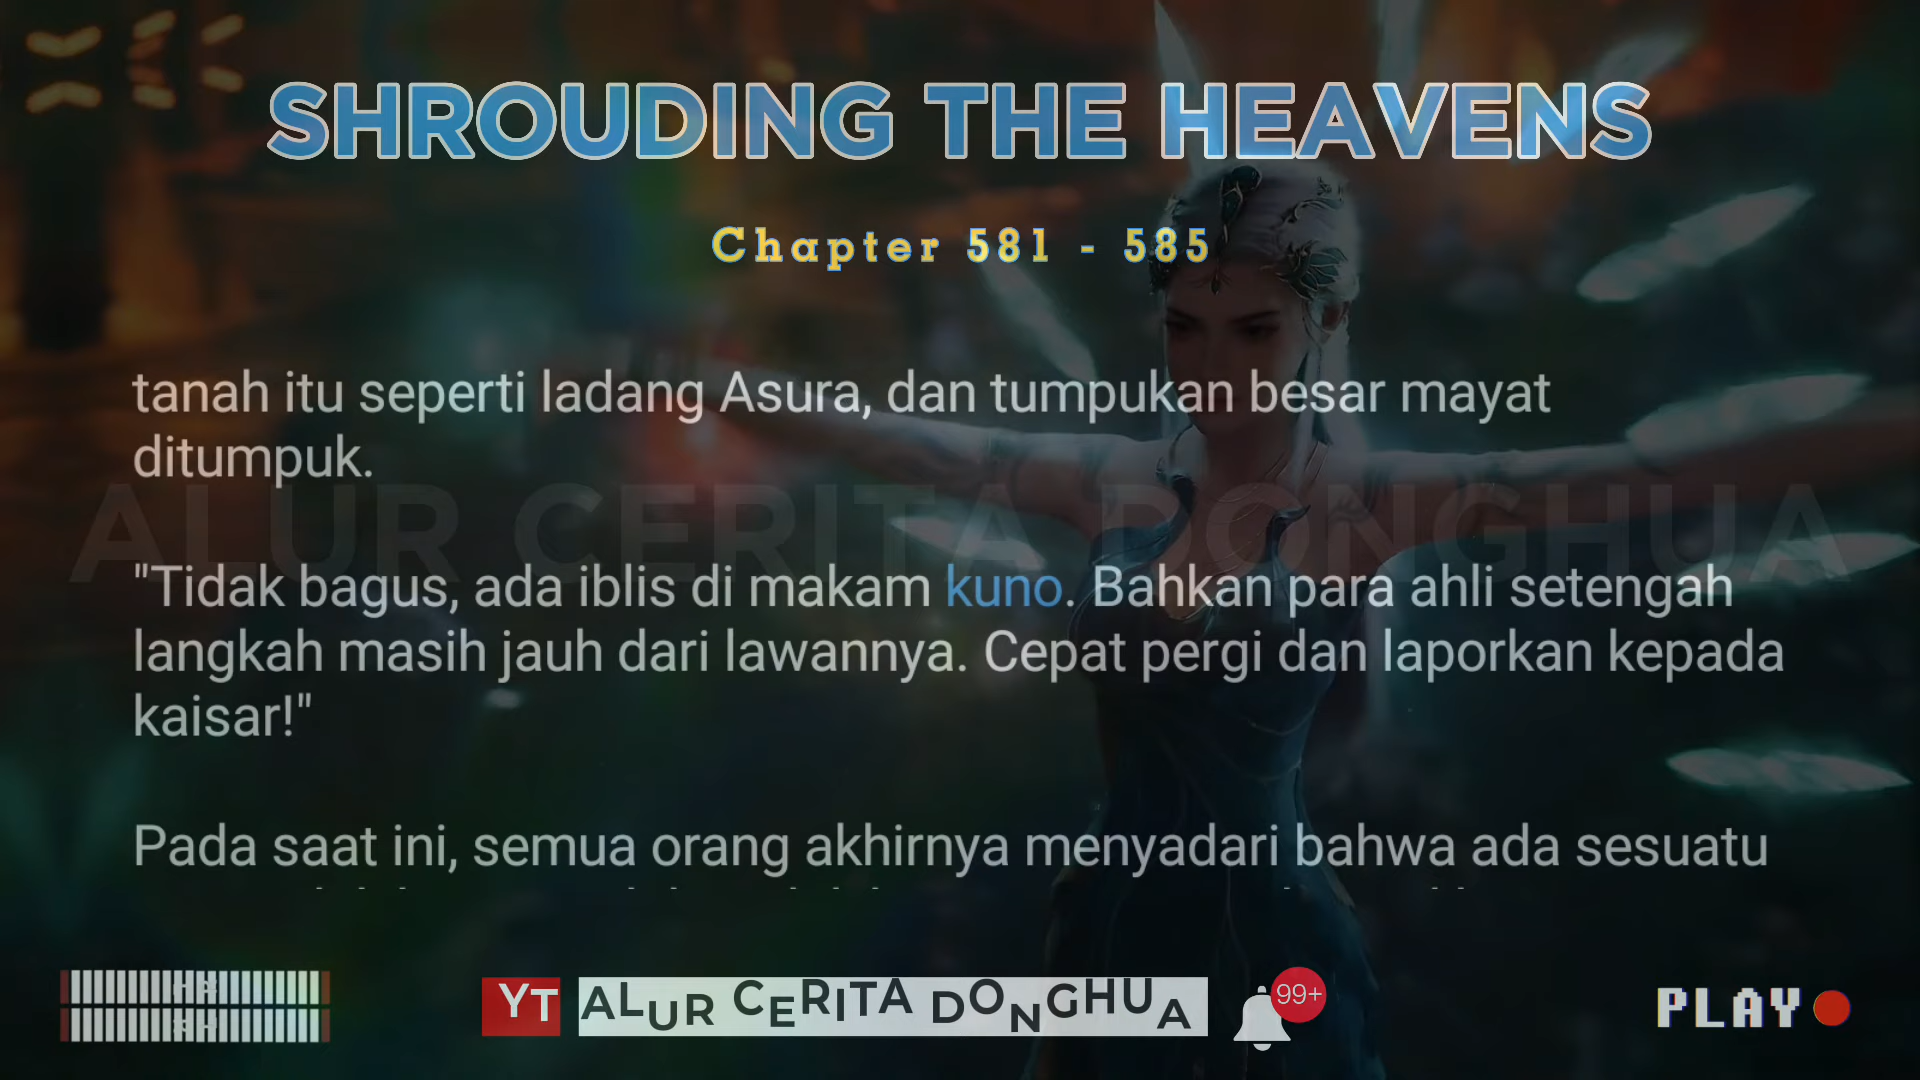 SHROUDING THE HEAVENS
Chapter 581 - 585
tanah itu seperti ladang Asura, dan tumpukan besar mayat
ditumpuk.
ALUR CERITA DONGHUA
"Tidak bagus, ada iblis di makam kuno. Bahkan para ahli setengah
langkah masih jauh dari lawannya. Cepat pergi dan laporkan kepada
kaisar!"
Pada saat ini, semua orang akhirnya menyadari bahwa ada sesuatu
YT ALUR CERITA DONGHUA
99+
PLAY